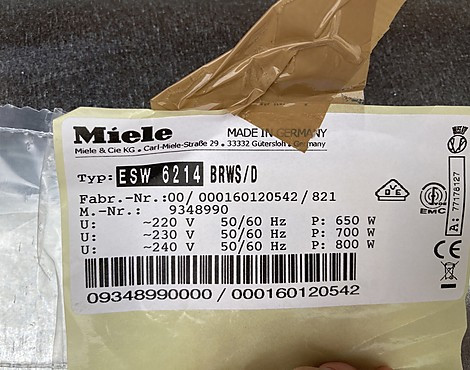 Miele MADE IN GERMANY
Miele & Cie KG . Carl-Miele-Straße 29 . 33332 Gütersloh . Germany
Typ: ESW 6214 BRWS/D
Fabr.-Nr.:00/ 000160120542 / 821
M.-Nr.: 9348990
U: ~220 V 50/60 Hz P: 650 W
U: ~230 V 50/60 Hz P: 700 W
U: ~240 V 50/60 Hz P: 800 W
09348990000 / 000160120542
EMC
A: 77178127
CE